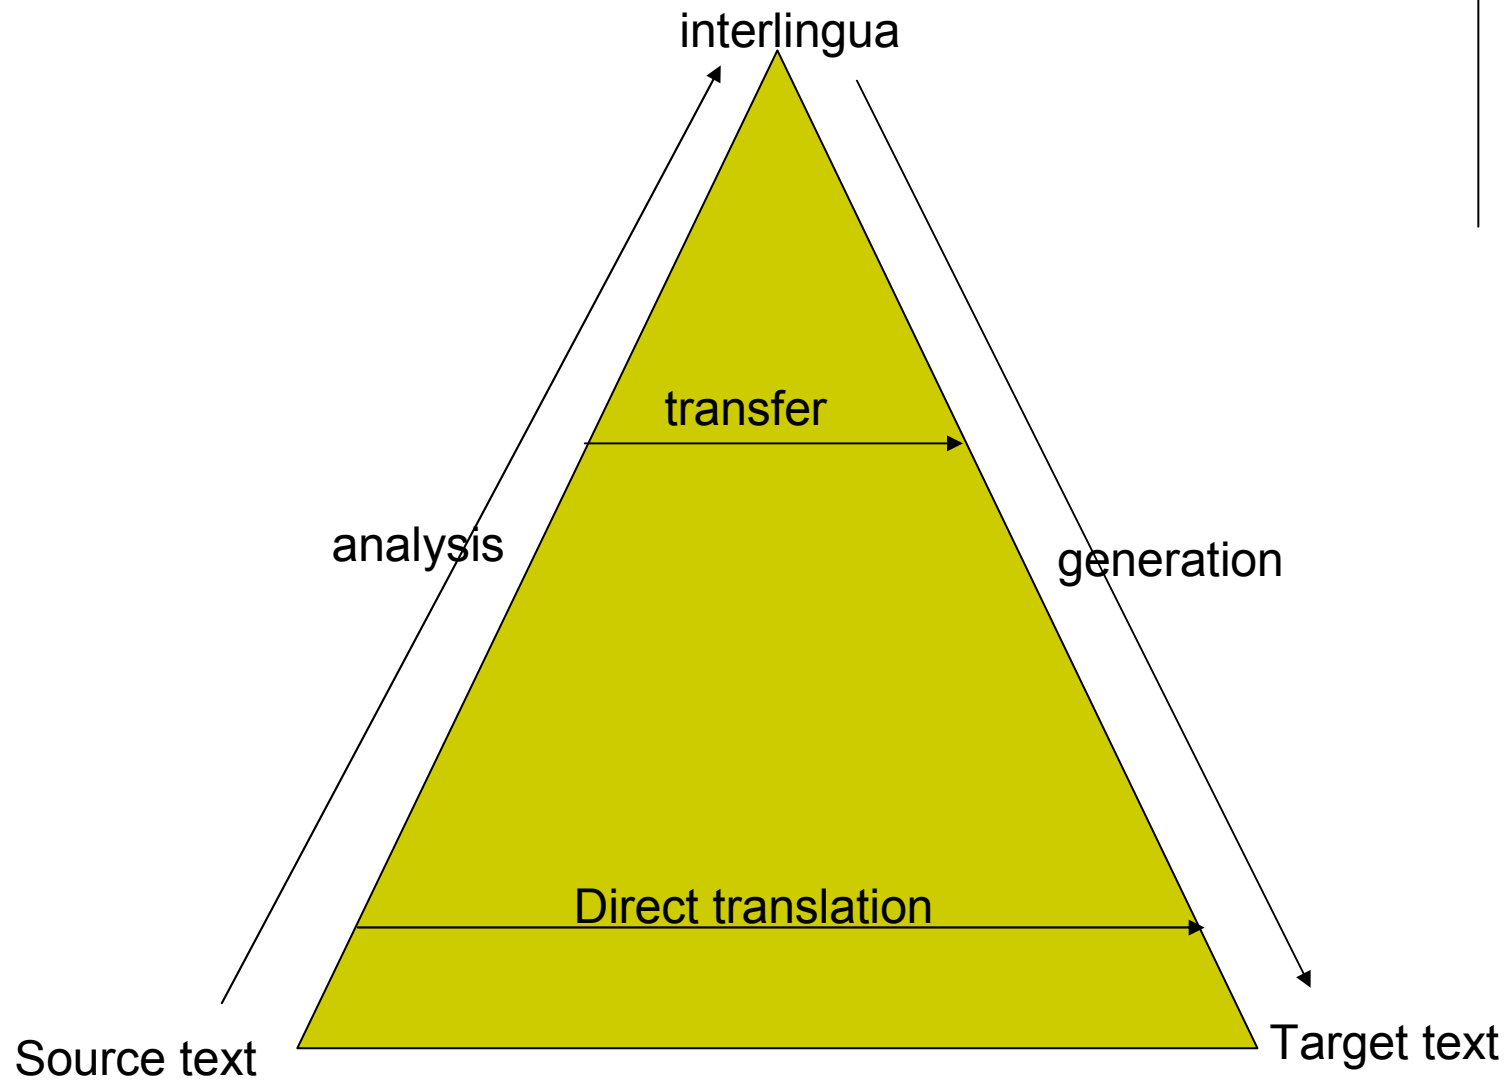 interlingua
transfer
analysis
generation
Direct translation
Source text
Target text